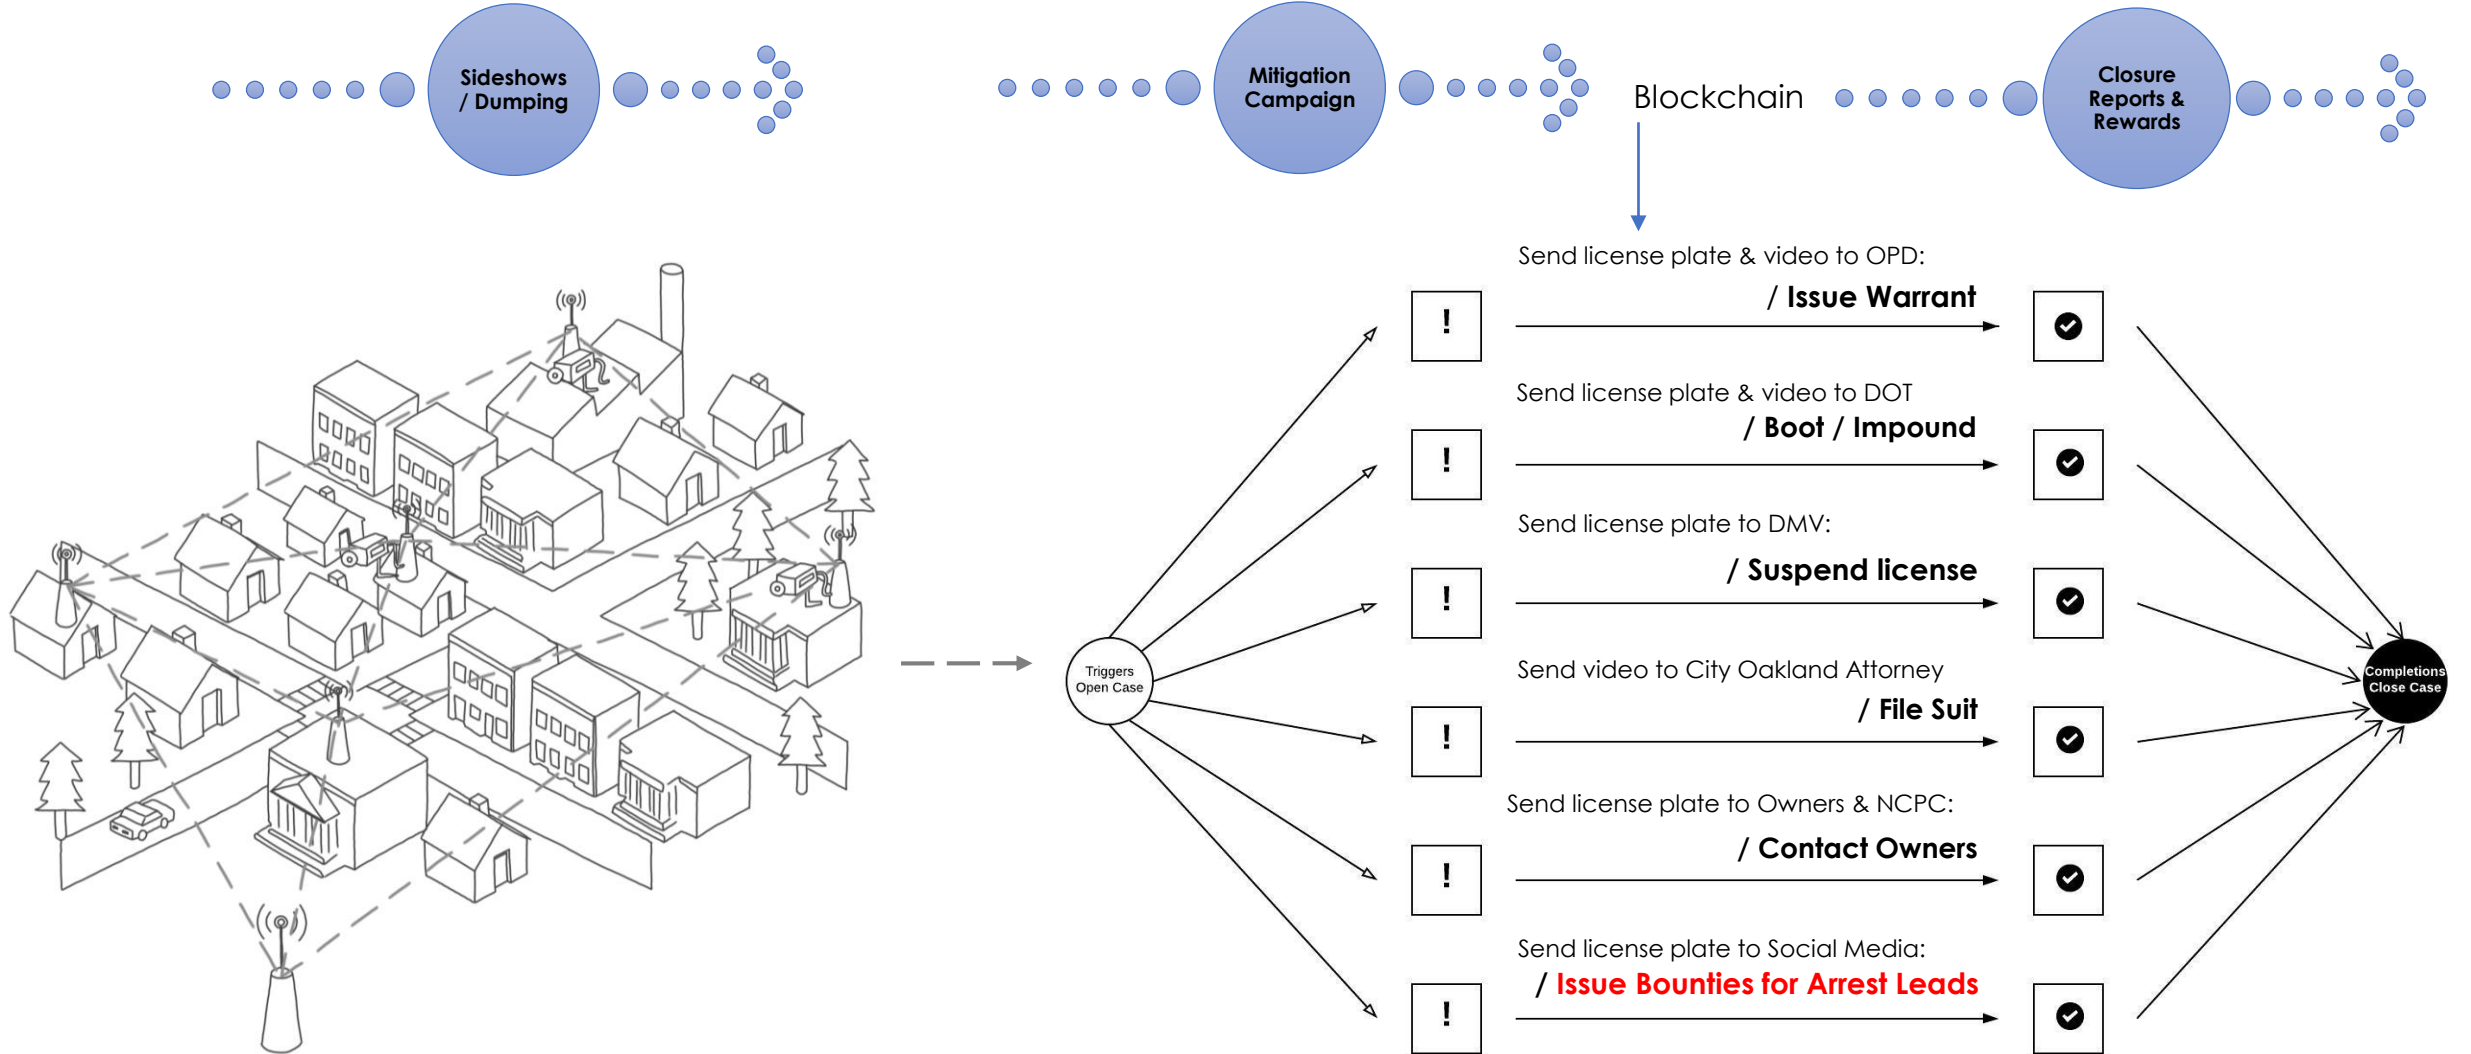 Sideshows
/ Dumping
Mitigation
Campaign
Blockchain
Closure
Reports &
Rewards
Send license plate & video to OPD:
/ Issue Warrant
!
Send license plate & video to DOT
/ Boot / Impound
!
Send license plate to DMV:
/ Suspend license
!
Triggers
Open Case
Send video to City Oakland Attorney
/ File Suit
!
Completions
Close Case
Send license plate to Owners & NCPC:
/ Contact Owners
!
Send license plate to Social Media:
/ Issue Bounties for Arrest Leads
!